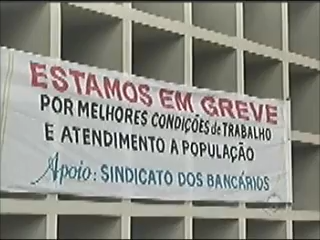 ESTAMOS EM GREVE
POR MELHORES CONDIÇÕES de TRABALHO
E ATENDIMENTO A POPULAÇÃO
Apoio: SINDICATO DOS BANCÁRIOS